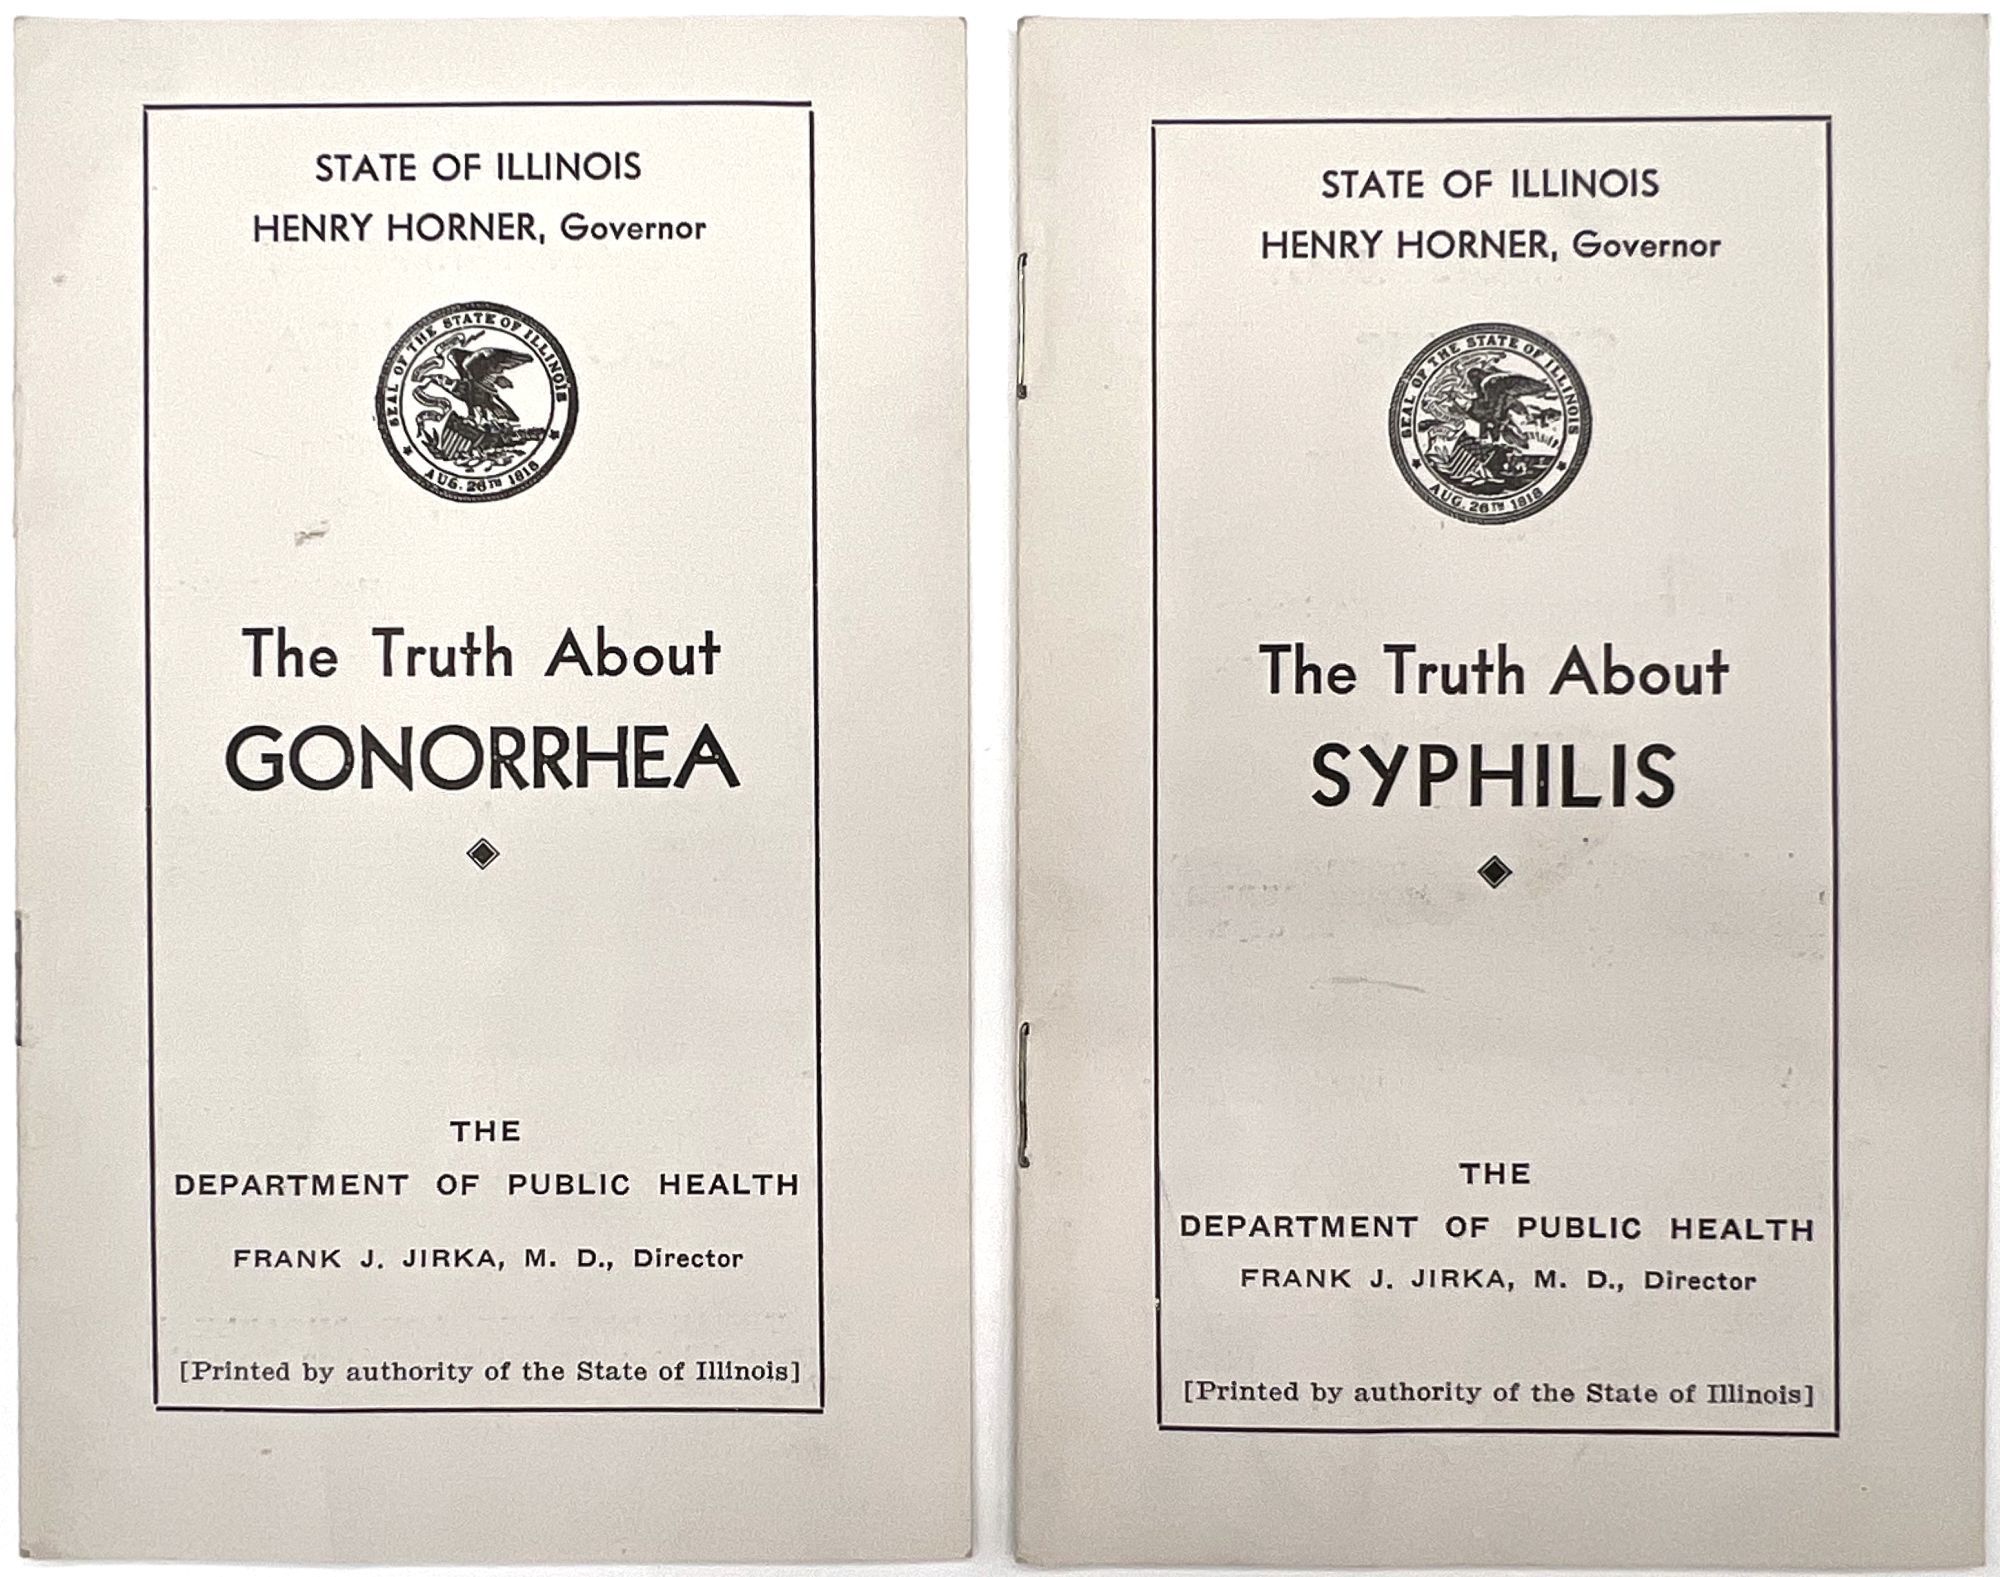 STATE OF ILLINOIS
HENRY HORNER, Governor
SEAL OF THE STATE OF ILLINOIS
AUG. 26TH 1818
The Truth About
GONORRHEA
THE
DEPARTMENT OF PUBLIC HEALTH
FRANK J. JIRKA, M. D., Director
[Printed by authority of the State of Illinois]
STATE OF ILLINOIS
HENRY HORNER, Governor
SEAL OF THE STATE OF ILLINOIS
AUG. 26TH 1818
The Truth About
SYPHILIS
THE
DEPARTMENT OF PUBLIC HEALTH
FRANK J. JIRKA, M. D., Director
[Printed by authority of the State of Illinois]